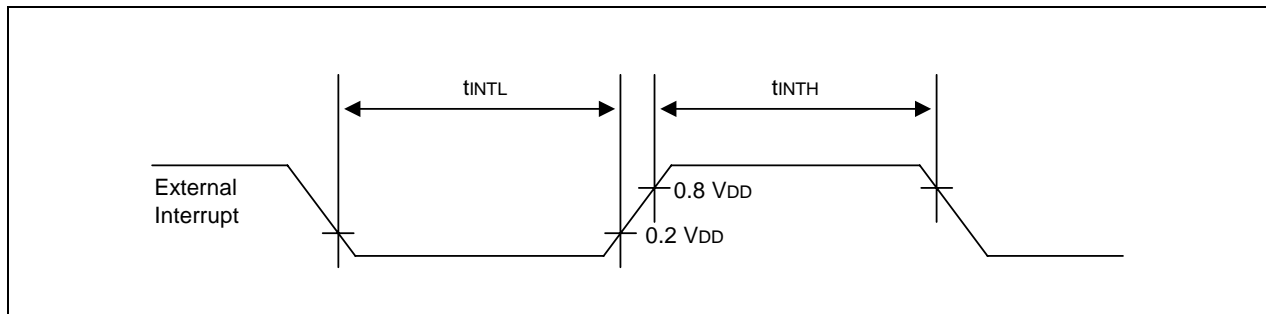 tINTL
tINTH
External
Interrupt
0.8 VDD
0.2 VDD